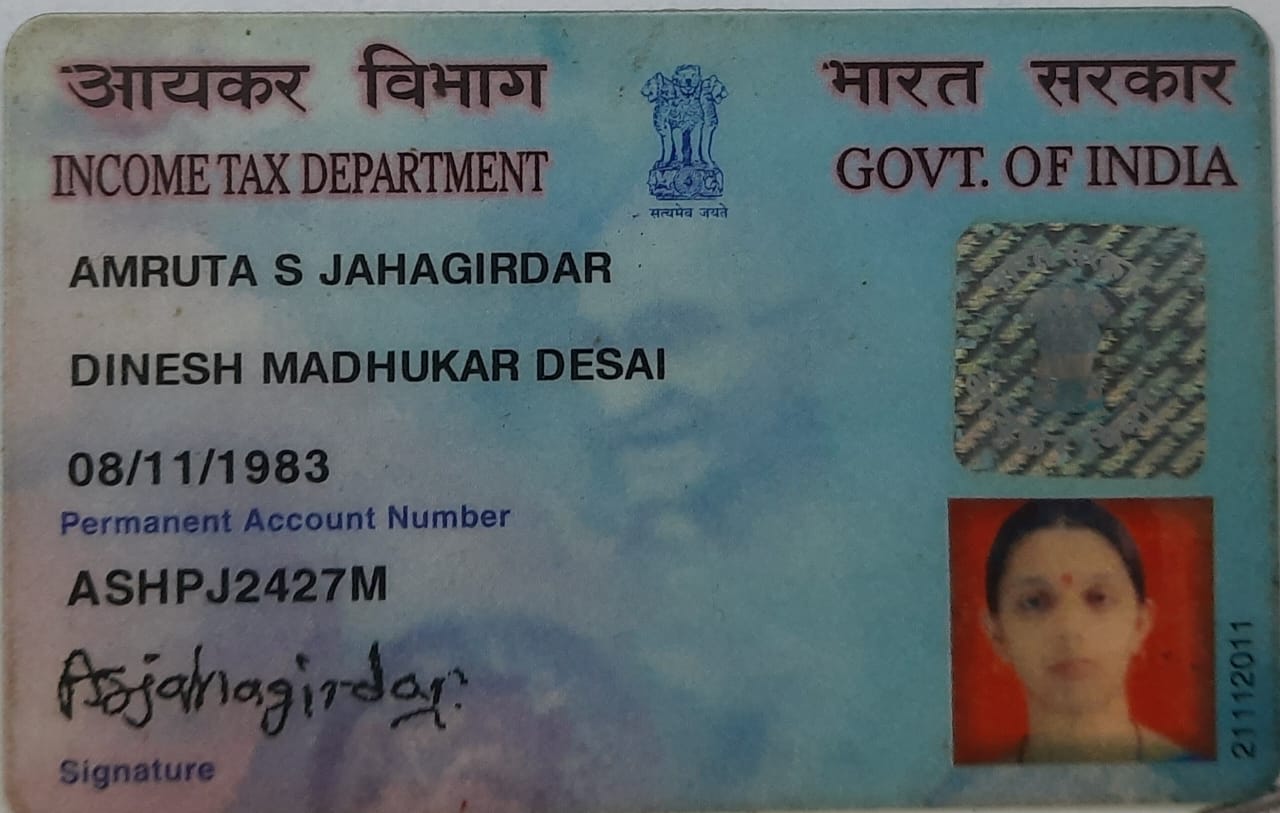 आयकर विभाग
भारत सरकार
INCOME TAX DEPARTMENT
GOVT. OF INDIA
सत्यमेव जयते
AMRUTA S JAHAGIRDAR
DINESH MADHUKAR DESAI
08/11/1983
Permanent Account Number
ASHPJ2427M
Asjahagirdar.
Signature
21112011